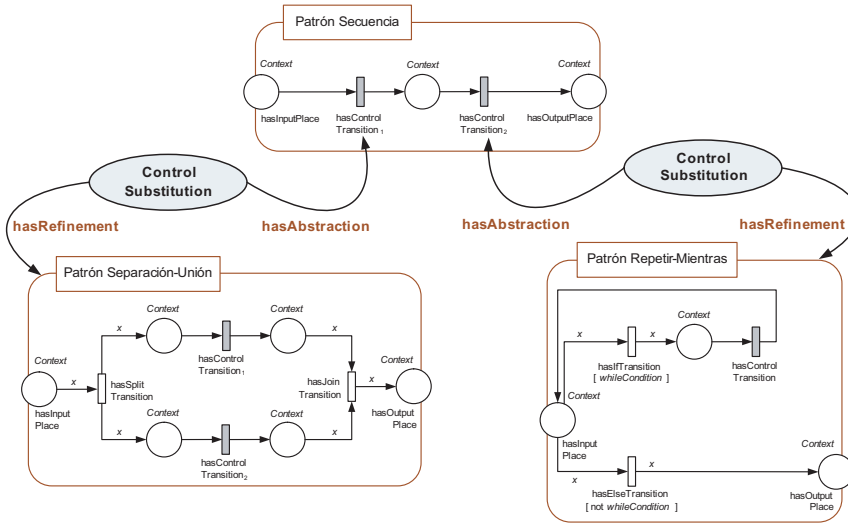 Patrón Secuencia
Context
Context
Context
hasInputPlace
hasControl
Transition 1
hasControl
Transition 2
hasOutputPlace
Control
Substitution
Control
Substitution
hasRefinement
hasAbstraction
hasAbstraction
hasRefinement
Patrón Separación-Unión
Context
Context
x
x
hasControl
Transition1
Context
x
hasSplit
Transition
hasJoin
Transition
x
Context
hasInput
Place
hasOutput
Place
Context
Context
x
x
hasControl
Transition2
Patrón Repetir-Mientras
Context
x
x
hasIfTransition
[ whileCondition ]
hasControl
Transition
Context
hasInput
Place
Context
x
x
hasElseTransition
[ not whileCondition ]
hasOutput
Place